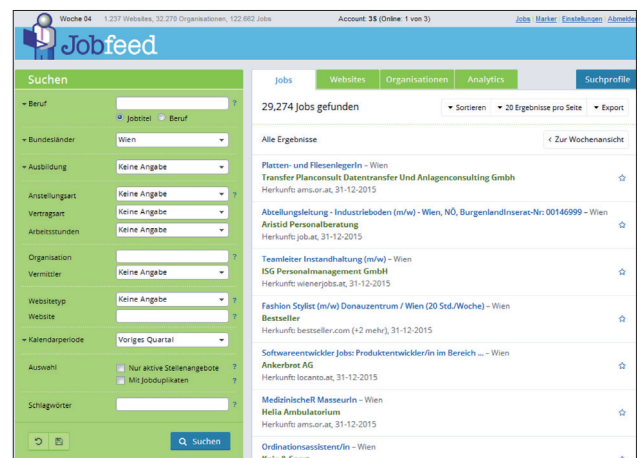 Woche 04 1.237 Websites, 32.270 Organisationen, 122.662 Jobs Account: 3$ (Online: 1 von 3) Jobs Marker Einstellungen Abmelden
Jobfeed
Suchen
Beruf ?
Jobtitel Beruf
Bundesländer Wien
Ausbildung Keine Angabe
Anstellungsart Keine Angabe ?
Vertragsart Keine Angabe
Arbeitsstunden Keine Angabe
Organisation ?
Vermittler Keine Angabe
Websitetyp Keine Angabe ?
Website ?
Kalendarperiode Voriges Quartal
Auswahl Nur aktive Stellenangebote ?
Mit Jobduplikaten ?
Schlagwörter ?
Suchen
Jobs Websites Organisationen Analytics Suchprofile
29,274 Jobs gefunden Sortieren 20 Ergebnisse pro Seite Export
Alle Ergebnisse < Zur Wochenansicht
Platten- und FliesenlegerIn – Wien
Transfer Planconsult Datentransfer Und Anlagenconsulting Gmbh
Herkunft: ams.or.at, 31-12-2015
Abteilungsleitung - Industrieboden (m/w) - Wien, NÖ, BurgenlandInserat-Nr: 00146999 – Wien
Aristid Personalberatung
Herkunft: job.at, 31-12-2015
Teamleiter Instandhaltung (m/w) – Wien
ISG Personalmanagement GmbH
Herkunft: wienerjobs.at, 31-12-2015
Fashion Stylist (m/w) Donauzentrum / Wien (20 Std./Woche) – Wien
Bestseller
Herkunft: bestseller.com (+2 mehr), 31-12-2015
Softwareentwickler Jobs: Produktentwickler/in im Bereich ... – Wien
Ankerbrot AG
Herkunft: locanto.at, 31-12-2015
MedizinischeR MasseurIn – Wien
Helia Ambulatorium
Herkunft: ams.or.at, 31-12-2015
Ordinationsassistent/in – Wien